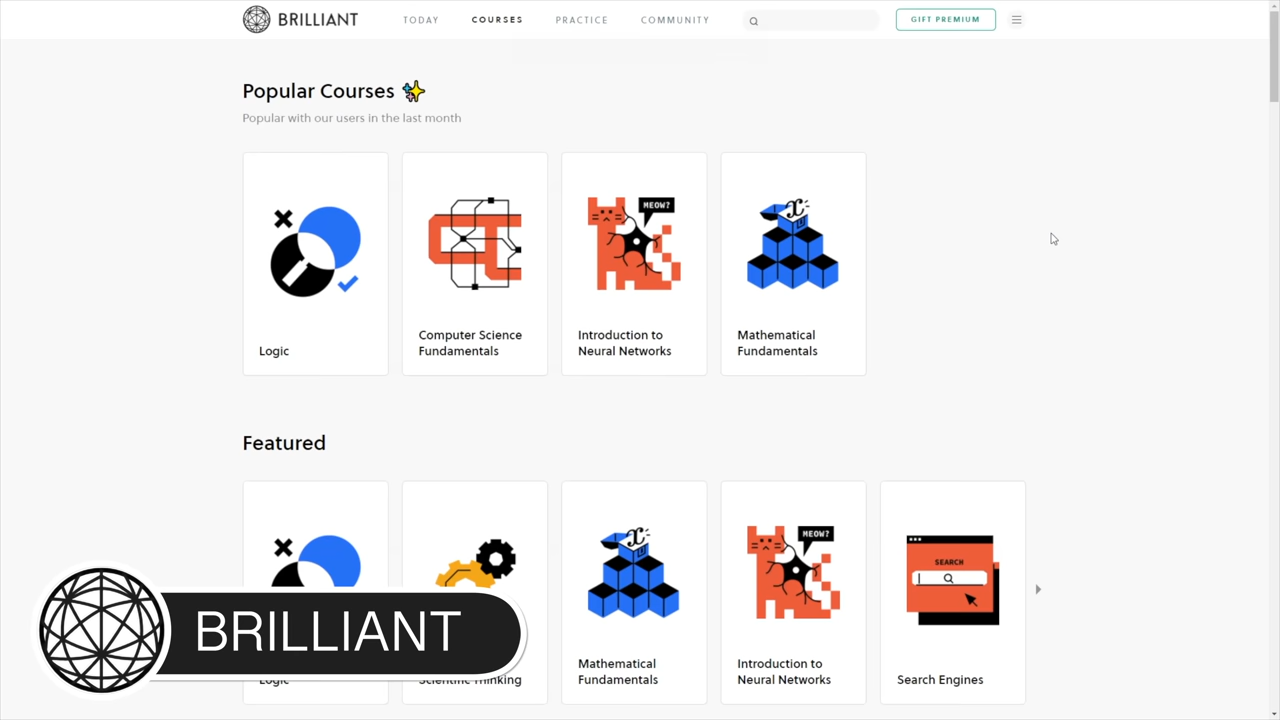 BRILLIANT
TODAY
COURSES
PRACTICE
COMMUNITY
GIFT PREMIUM
Popular Courses
Popular with our users in the last month
MEOW?
x
Logic
Computer Science
Fundamentals
Introduction to
Neural Networks
Mathematical
Fundamentals
Featured
x
MEOW?
SEARCH
BRILLIANT
Logic
Scientific Thinking
Mathematical
Fundamentals
Introduction to
Neural Networks
Search Engines